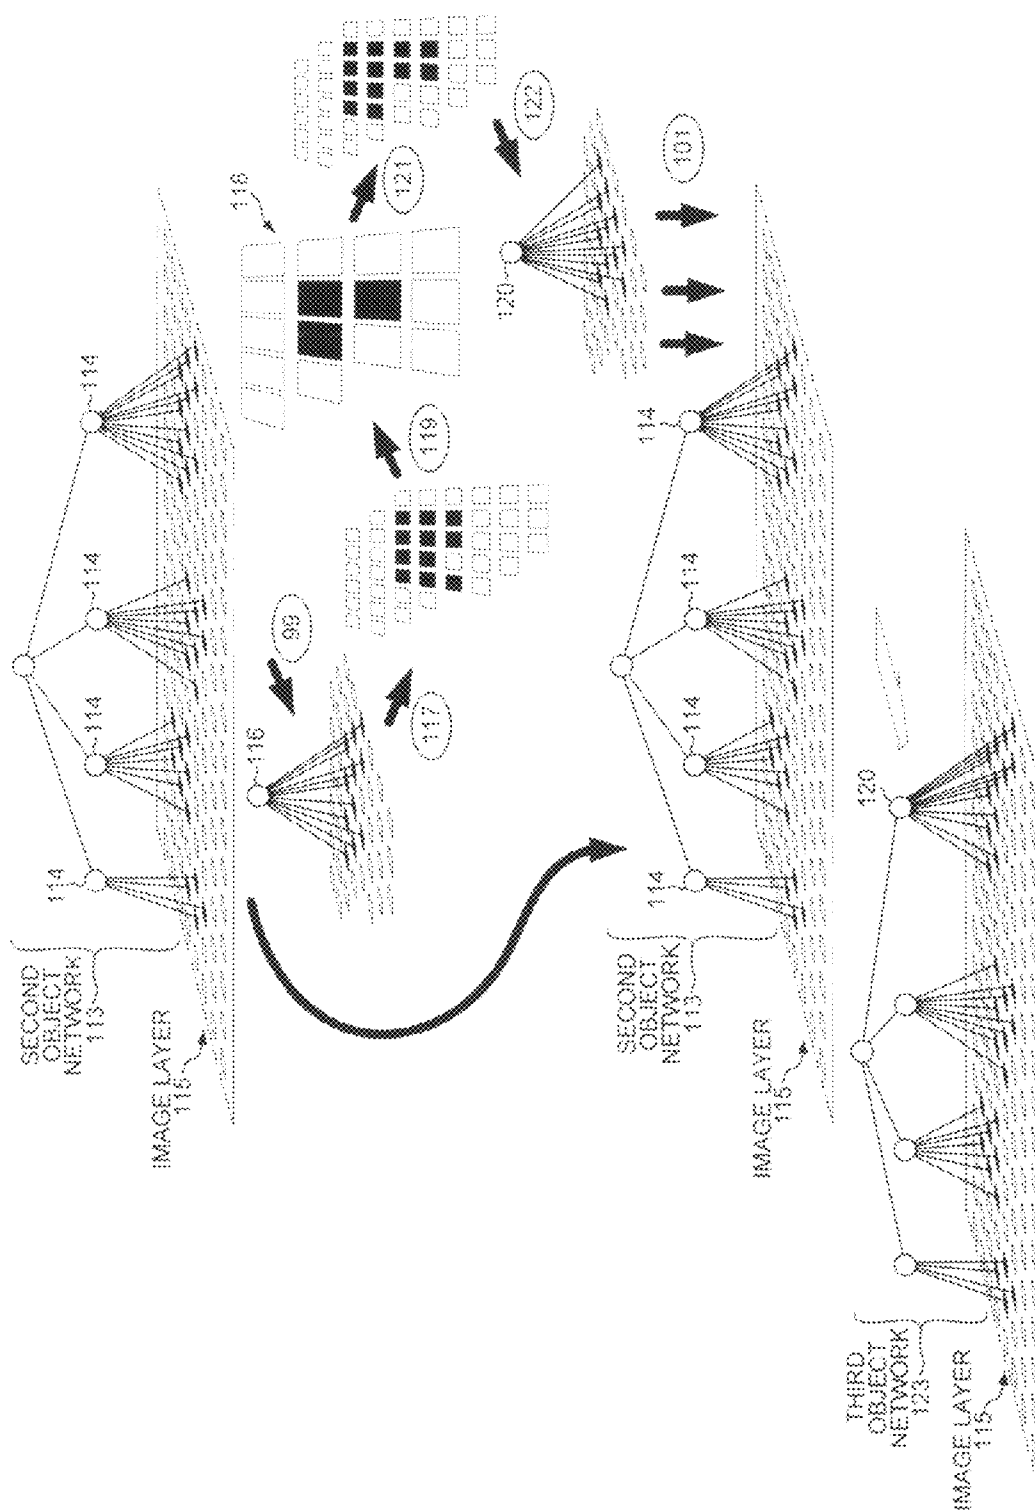 SECOND
OBJECT
NETWORK
113
IMAGE LAYER
115
114
114
114
114
99
116
117
119
118
121
122
120
101
SECOND
OBJECT
NETWORK
113
IMAGE LAYER
115
114
114
114
114
THIRD
OBJECT
NETWORK
123
IMAGE LAYER
115
120